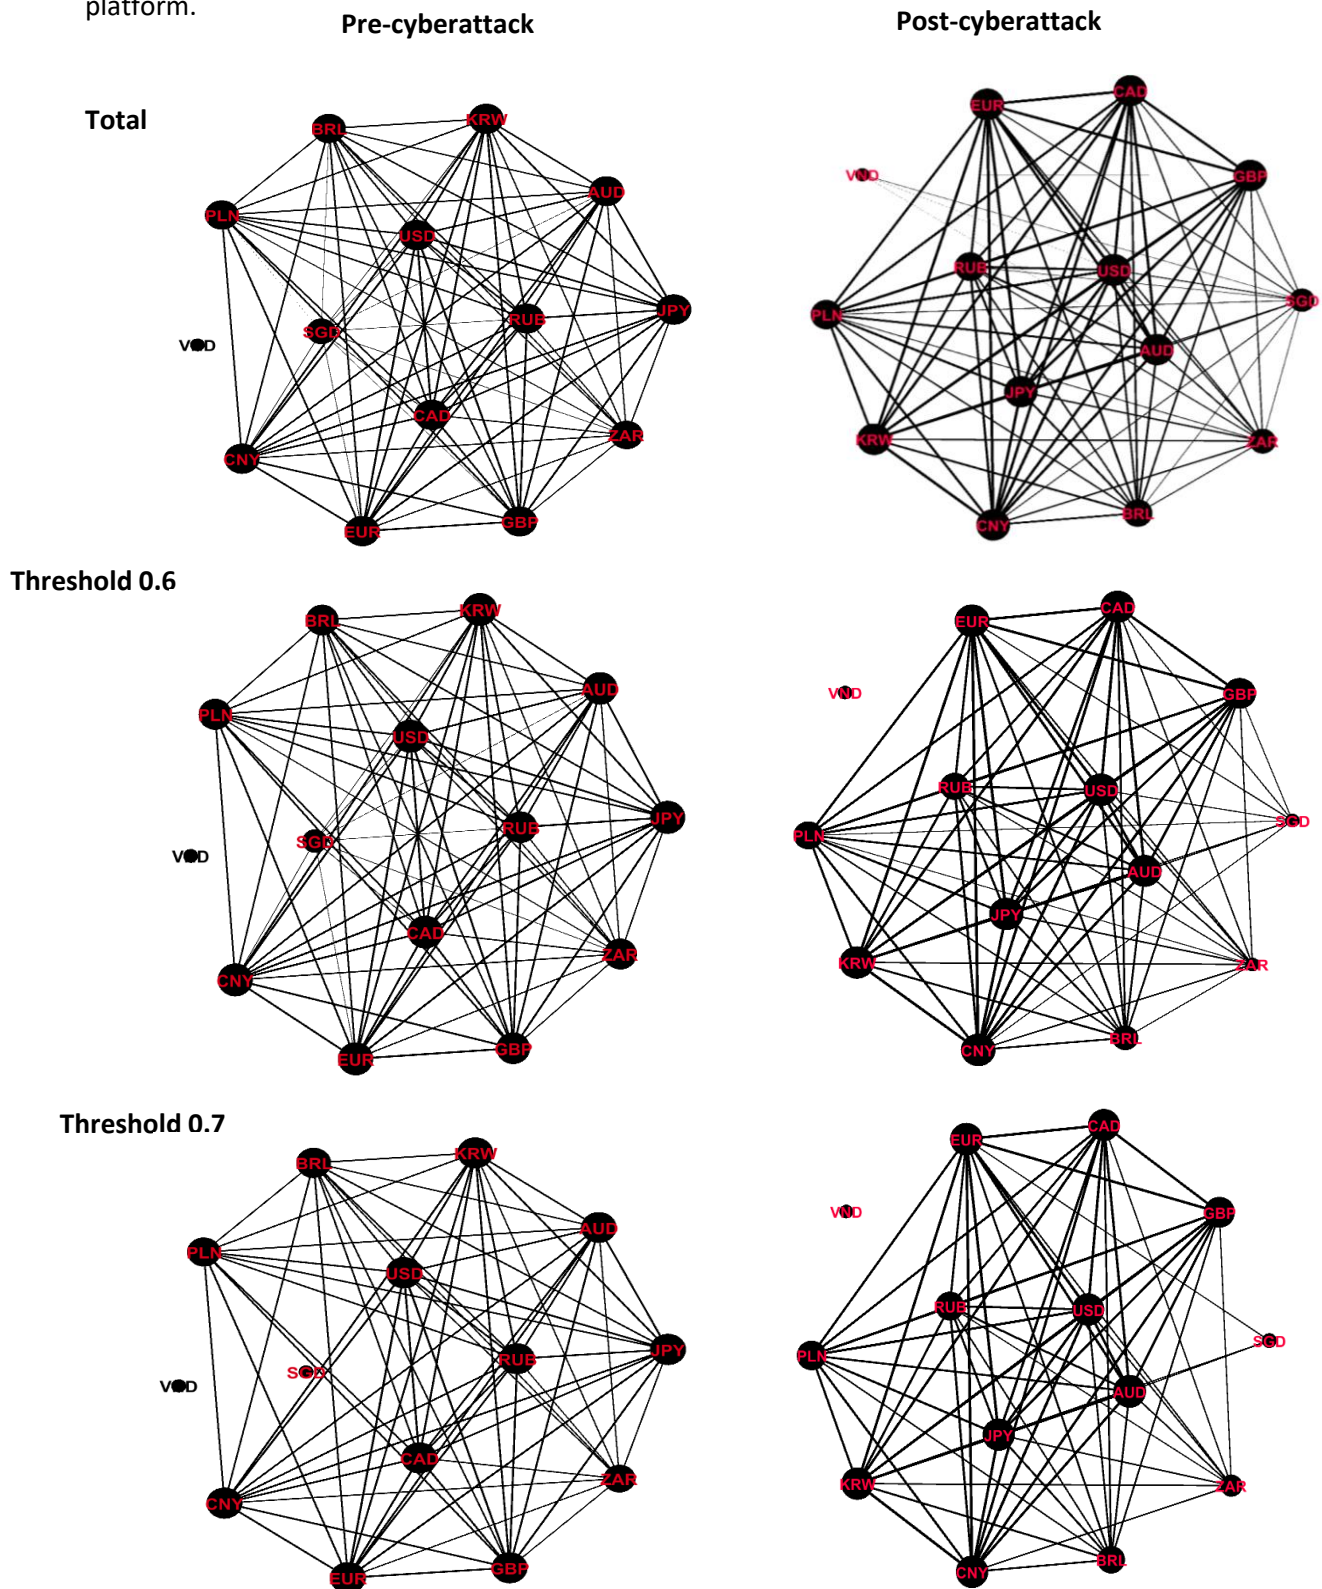 platform.
Pre-cyberattack
Post-cyberattack
Total
BRL
KRW
AUD
PLN
USD
JPY
SGD
RUB
VND
CAD
ZAR
CNY
EUR
GBP
EUR
CAD
VND
GBP
RUB
USD
SGD
PLN
AUD
JPY
KRW
ZAR
CNY
BRL
Threshold 0.6
BRL
KRW
AUD
PLN
USD
JPY
SGD
RUB
VND
CAD
ZAR
CNY
EUR
GBP
EUR
CAD
VND
GBP
RUB
USD
SGD
PLN
AUD
JPY
KRW
ZAR
CNY
BRL
Threshold 0.7
BRL
KRW
AUD
PLN
USD
JPY
SGD
RUB
VND
CAD
ZAR
CNY
EUR
GBP
EUR
CAD
VND
GBP
RUB
USD
SGD
PLN
AUD
JPY
KRW
ZAR
CNY
BRL